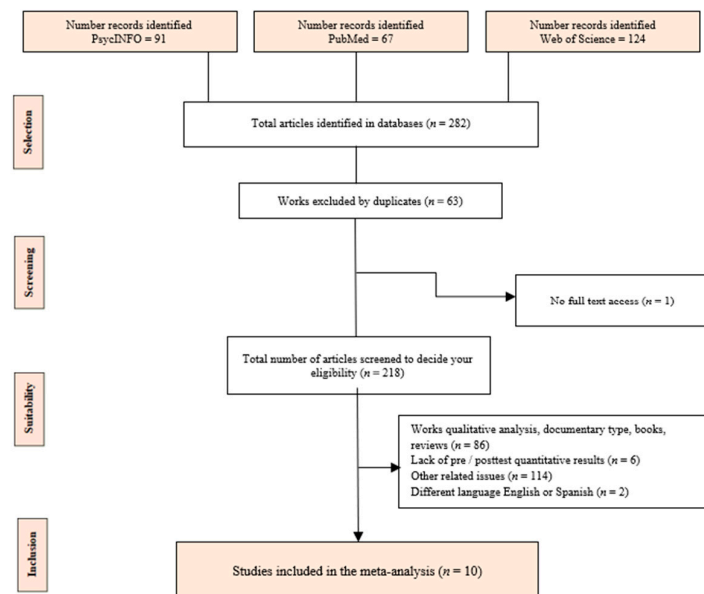 Number records identified
PsycINFO = 91
Number records identified
PubMed = 67
Number records identified
Web of Science = 124
Selection
Total articles identified in databases (n = 282)
Works excluded by duplicates (n = 63)
Screening
No full text access (n = 1)
Total number of articles screened to decide your
eligibility (n = 218)
Suitability
Works qualitative analysis, documentary type, books,
reviews (n = 86)
Lack of pre / posttest quantitative results (n = 6)
Other related issues (n = 114)
Different language English or Spanish (n = 2)
Inclusion
Studies included in the meta-analysis (n = 10)